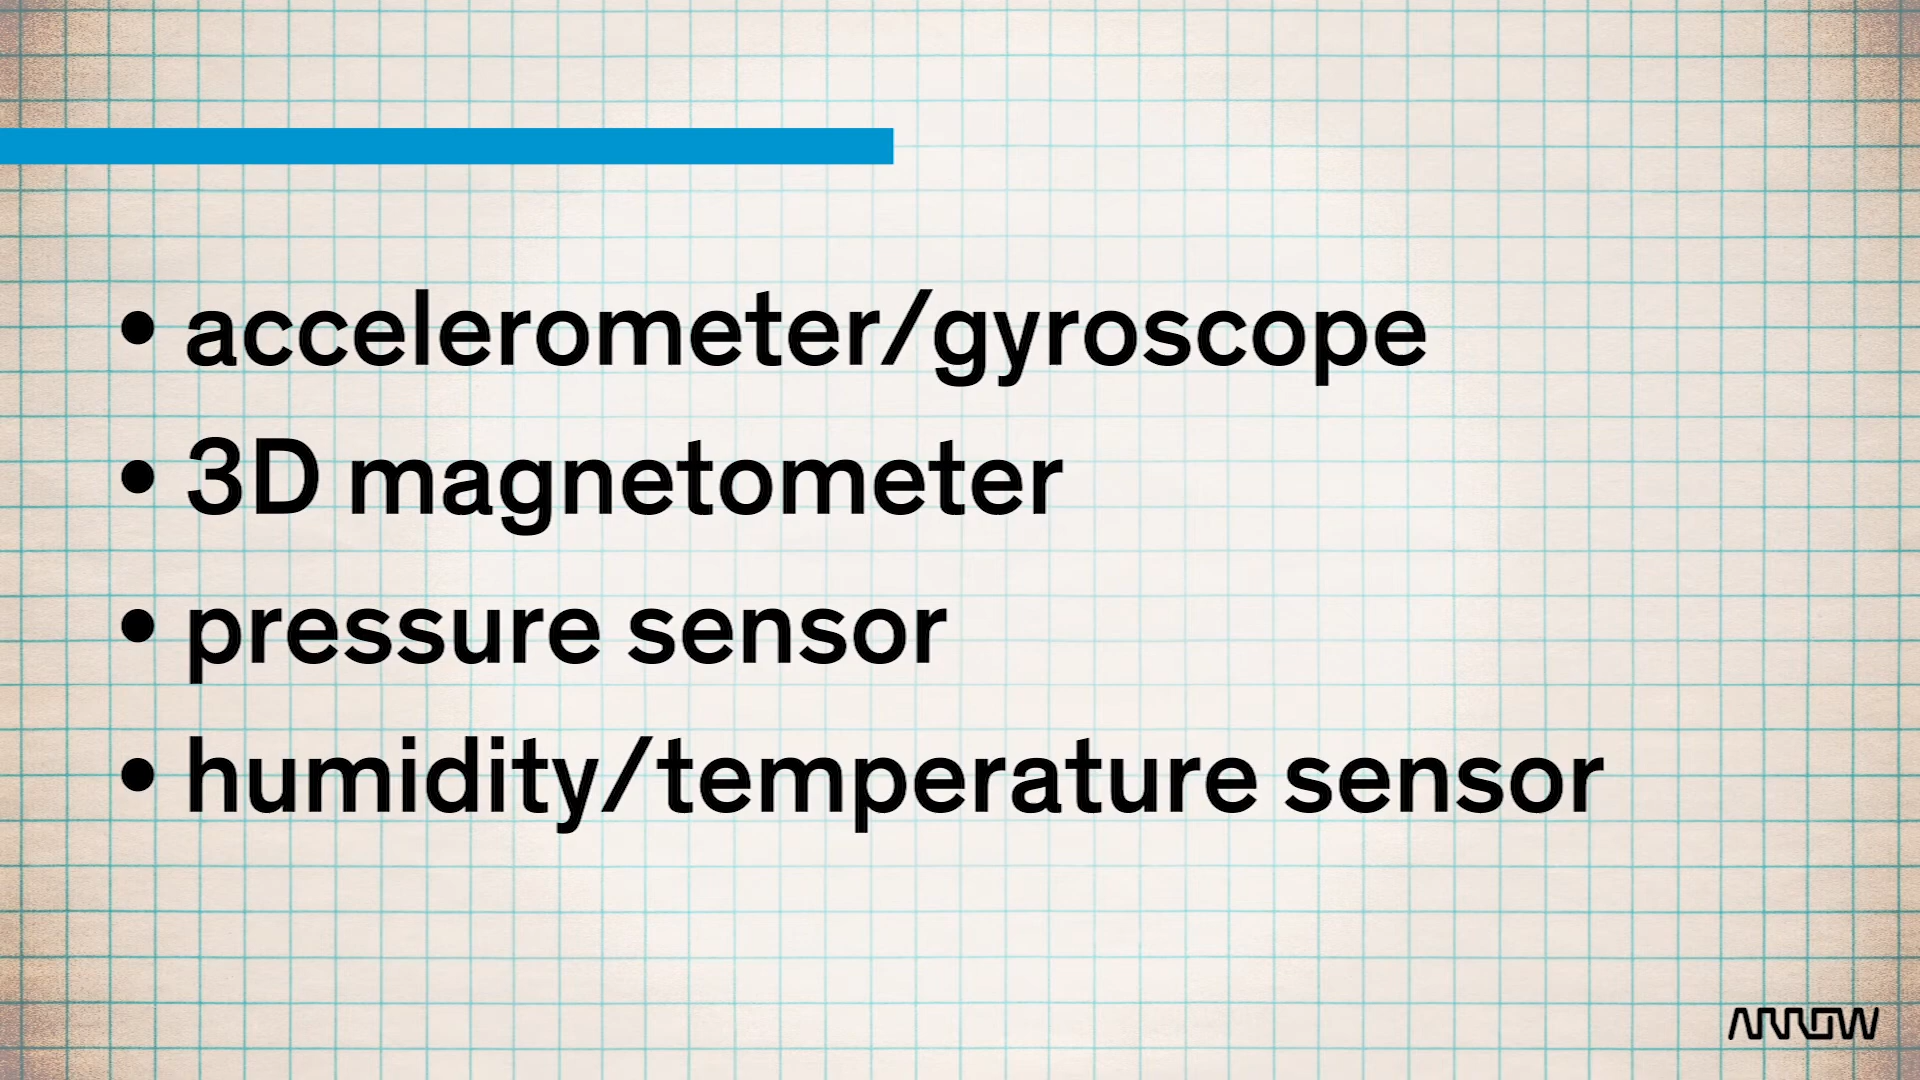 • accelerometer/gyroscope
• 3D magnetometer
• pressure sensor
• humidity/temperature sensor
ARROW